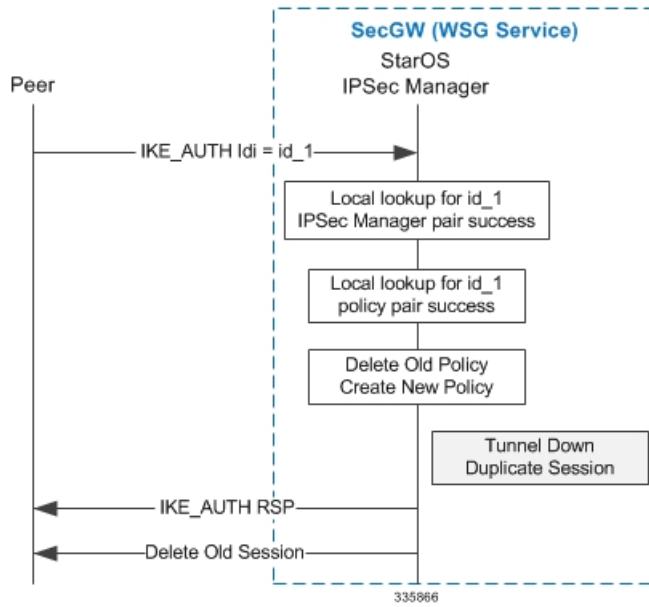 SecGW (WSG Service)
StarOS
IPSec Manager
Peer
IKE_AUTH Idi = id_1
Local lookup for id_1
IPSec Manager pair success
Local lookup for id_1
policy pair success
Delete Old Policy
Create New Policy
Tunnel Down
Duplicate Session
IKE_AUTH RSP
Delete Old Session
335866